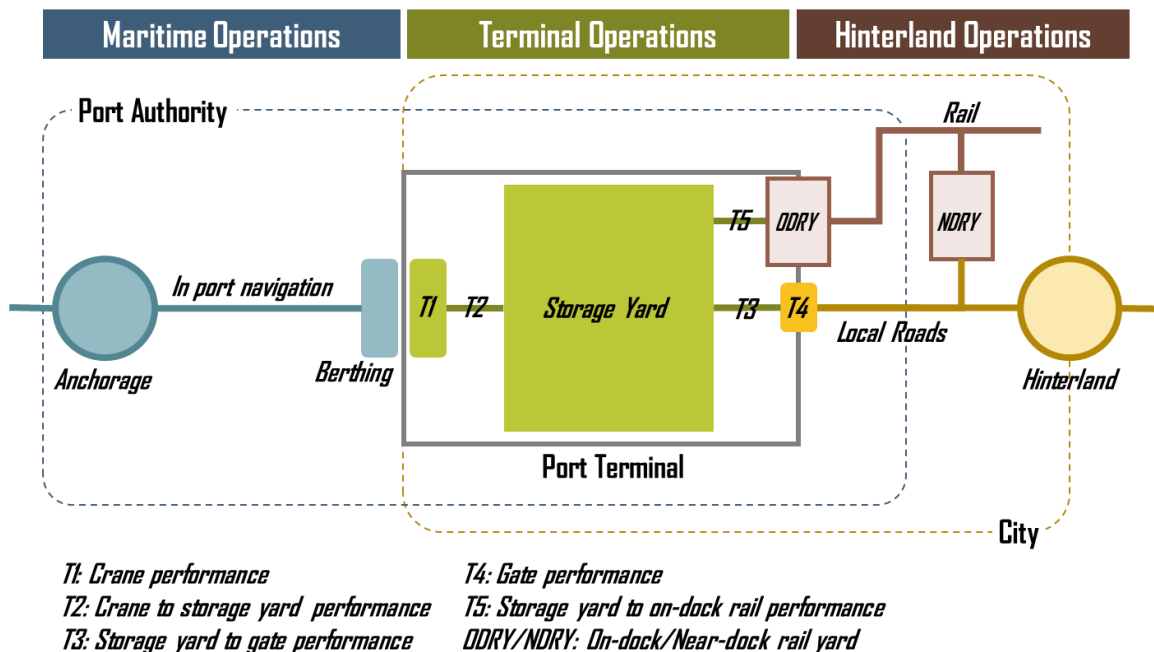 Maritime Operations
Terminal Operations
Hinterland Operations
Port Authority
Rail
T5
ODRY
NDRY
In port navigation
T1
T2
Storage Yard
T3
T4
Local Roads
Berthing
Anchorage
Hinterland
Port Terminal
City
T1: Crane performance
T2: Crane to storage yard performance
T3: Storage yard to gate performance
T4: Gate performance
T5: Storage yard to on-dock rail performance
ODRY/NDRY: On-dock/Near-dock rail yard